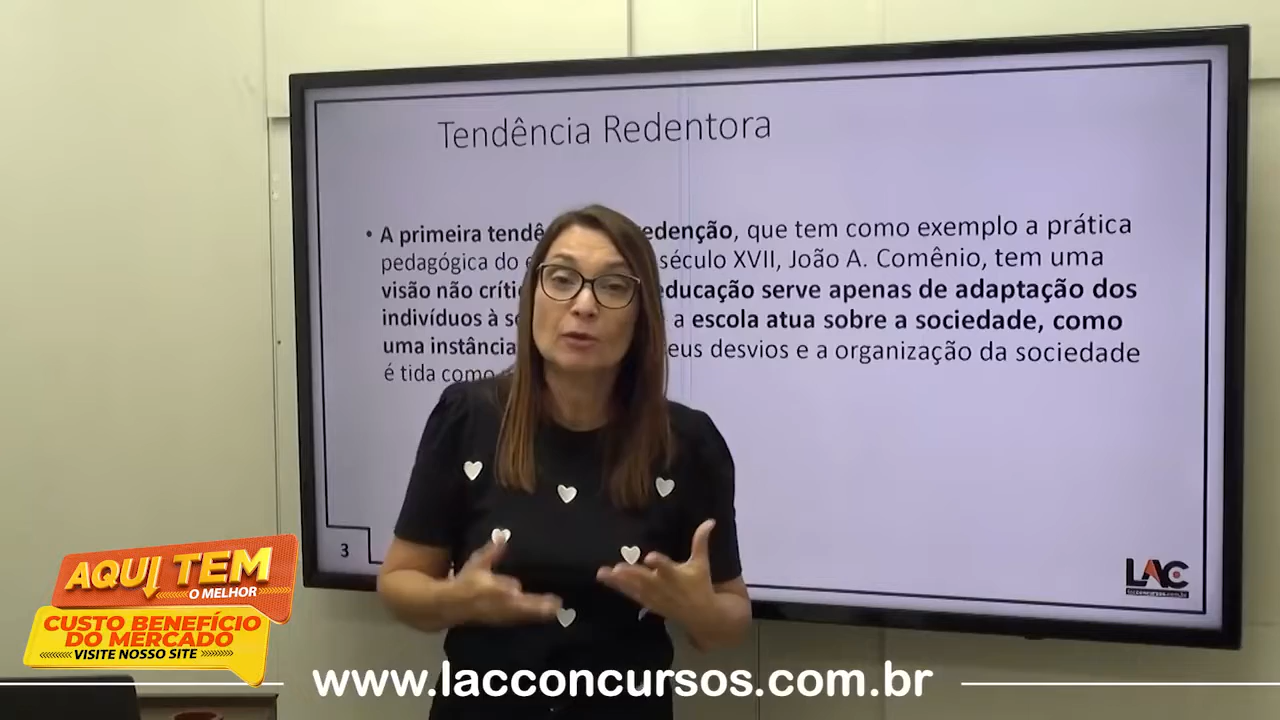 Tendência Redentora
• A primeira tendê edenção, que tem como exemplo a prática
pedagógica do século XVII, João A. Comênio, tem uma
visão não críti educação serve apenas de adaptação dos
indivíduos à s a escola atua sobre a sociedade, como
uma instância eus desvios e a organização da sociedade
é tida como
3
LAC
lacconcursos.com.br
AQUI TEM
O MELHOR
CUSTO BENEFÍCIO
DO MERCADO
VISITE NOSSO SITE
www.lacconcursos.com.br